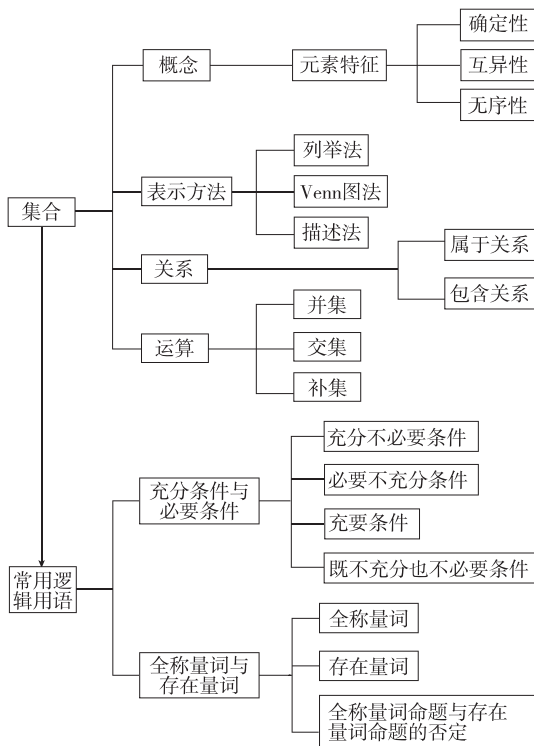 集合
概念
元素特征
确定性
互异性
无序性
表示方法
列举法
Venn图法
描述法
关系
属于关系
包含关系
运算
并集
交集
补集
常用逻
辑用语
充分条件与
必要条件
充分不必要条件
必要不充分条件
充要条件
既不充分也不必要条件
全称量词与
存在量词
全称量词
存在量词
全称量词命题与存在
量词命题的否定